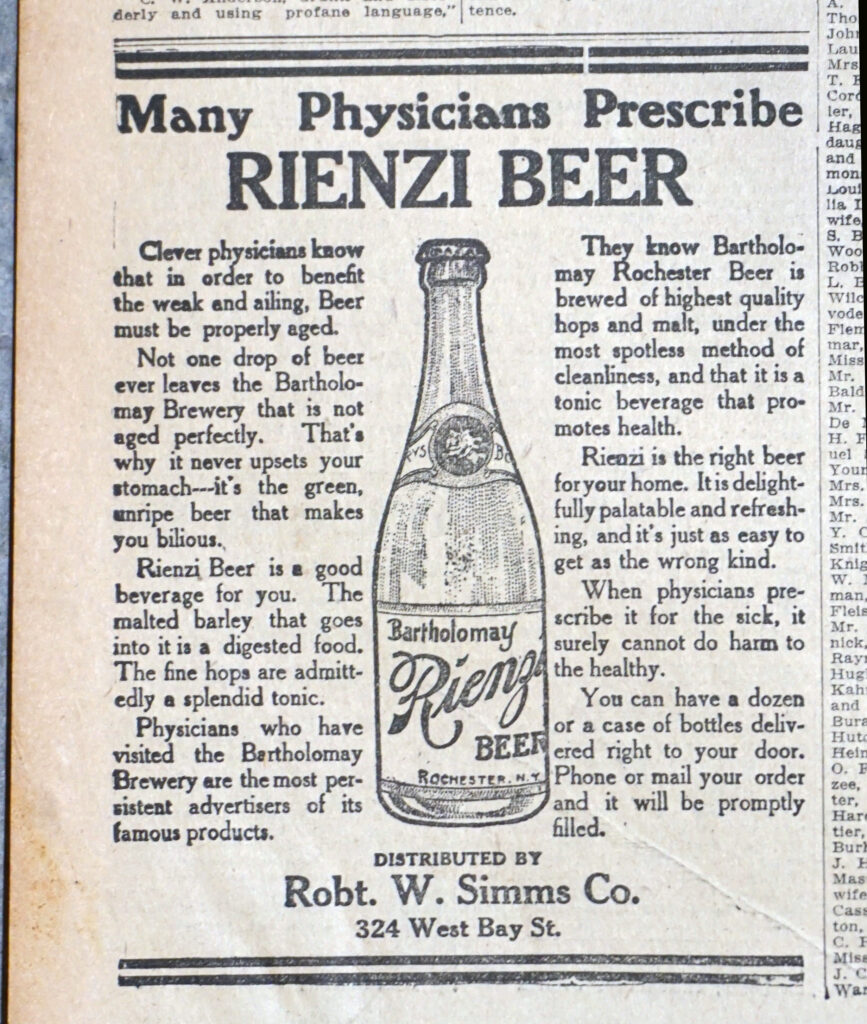 derly and using profane language," tence.
Many Physicians Prescribe
RIENZI BEER
Clever physicians know
that in order to benefit
the weak and ailing, Beer
must be properly aged.
Not one drop of beer
ever leaves the Bartholo-
may Brewery that is not
aged perfectly. That's
why it never upsets your
stomach---it's the green,
unripe beer that makes
you bilious.
Rienzi Beer is a good
beverage for you. The
malted barley that goes
into it is a digested food.
The fine hops are admitt-
edly a splendid tonic.
Physicians who have
visited the Bartholomay
Brewery are the most per-
sistent advertisers of its
famous products.
Bartholomay
Rienzi
BEER
ROCHESTER. N.Y.
They know Bartholo-
may Rochester Beer is
brewed of highest quality
hops and malt, under the
most spotless method of
cleanliness, and that it is a
tonic beverage that pro-
motes health.
Rienzi is the right beer
for your home. It is delight-
fully palatable and refresh-
ing, and it's just as easy to
get as the wrong kind.
When physicians pre-
scribe it for the sick, it
surely cannot do harm to
the healthy.
You can have a dozen
or a case of bottles deliv-
ered right to your door.
Phone or mail your order
and it will be promptly
filled.
DISTRIBUTED BY
Robt. W. Simms Co.
324 West Bay St.